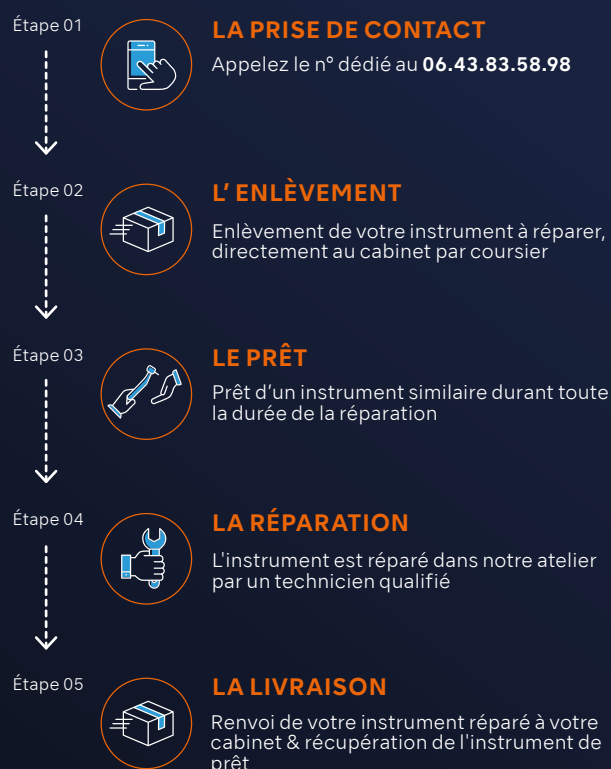 Étape 01
LA PRISE DE CONTACT
Appelez le n° dédié au 06.43.83.58.98
Étape 02
L' ENLÈVEMENT
Enlèvement de votre instrument à réparer,
directement au cabinet par coursier
Étape 03
LE PRÊT
Prêt d'un instrument similaire durant toute
la durée de la réparation
Étape 04
LA RÉPARATION
L'instrument est réparé dans notre atelier
par un technicien qualifié
Étape 05
LA LIVRAISON
Renvoi de votre instrument réparé à votre
cabinet & récupération de l'instrument de
prêt